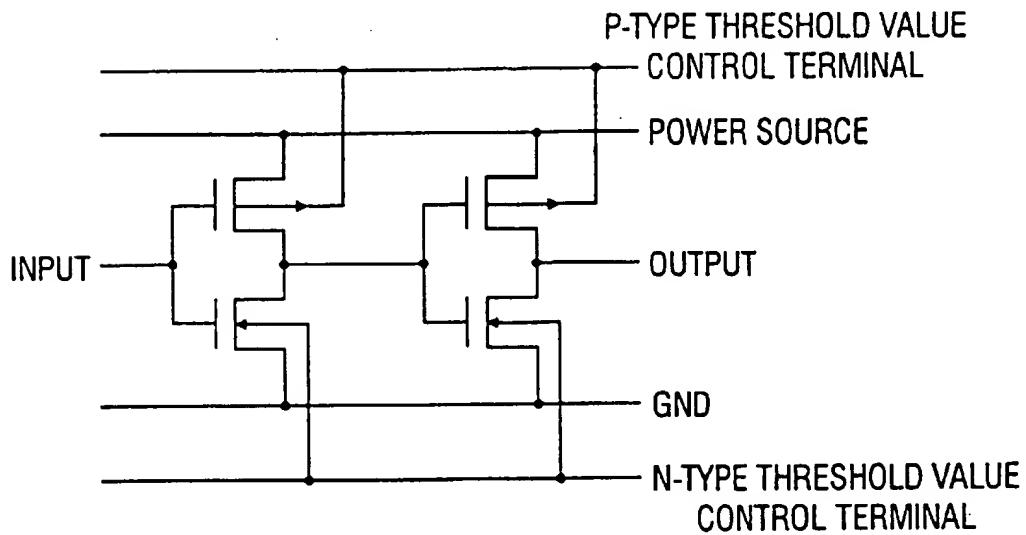 P-TYPE THRESHOLD VALUE
CONTROL TERMINAL
POWER SOURCE
INPUT
OUTPUT
GND
N-TYPE THRESHOLD VALUE
CONTROL TERMINAL